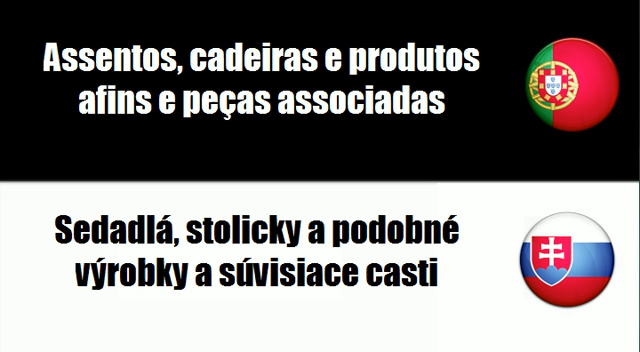 Assentos, cadeiras e produtos
afins e peças associadas
Sedadlá, stolicky a podobné
výrobky a súvisiace casti